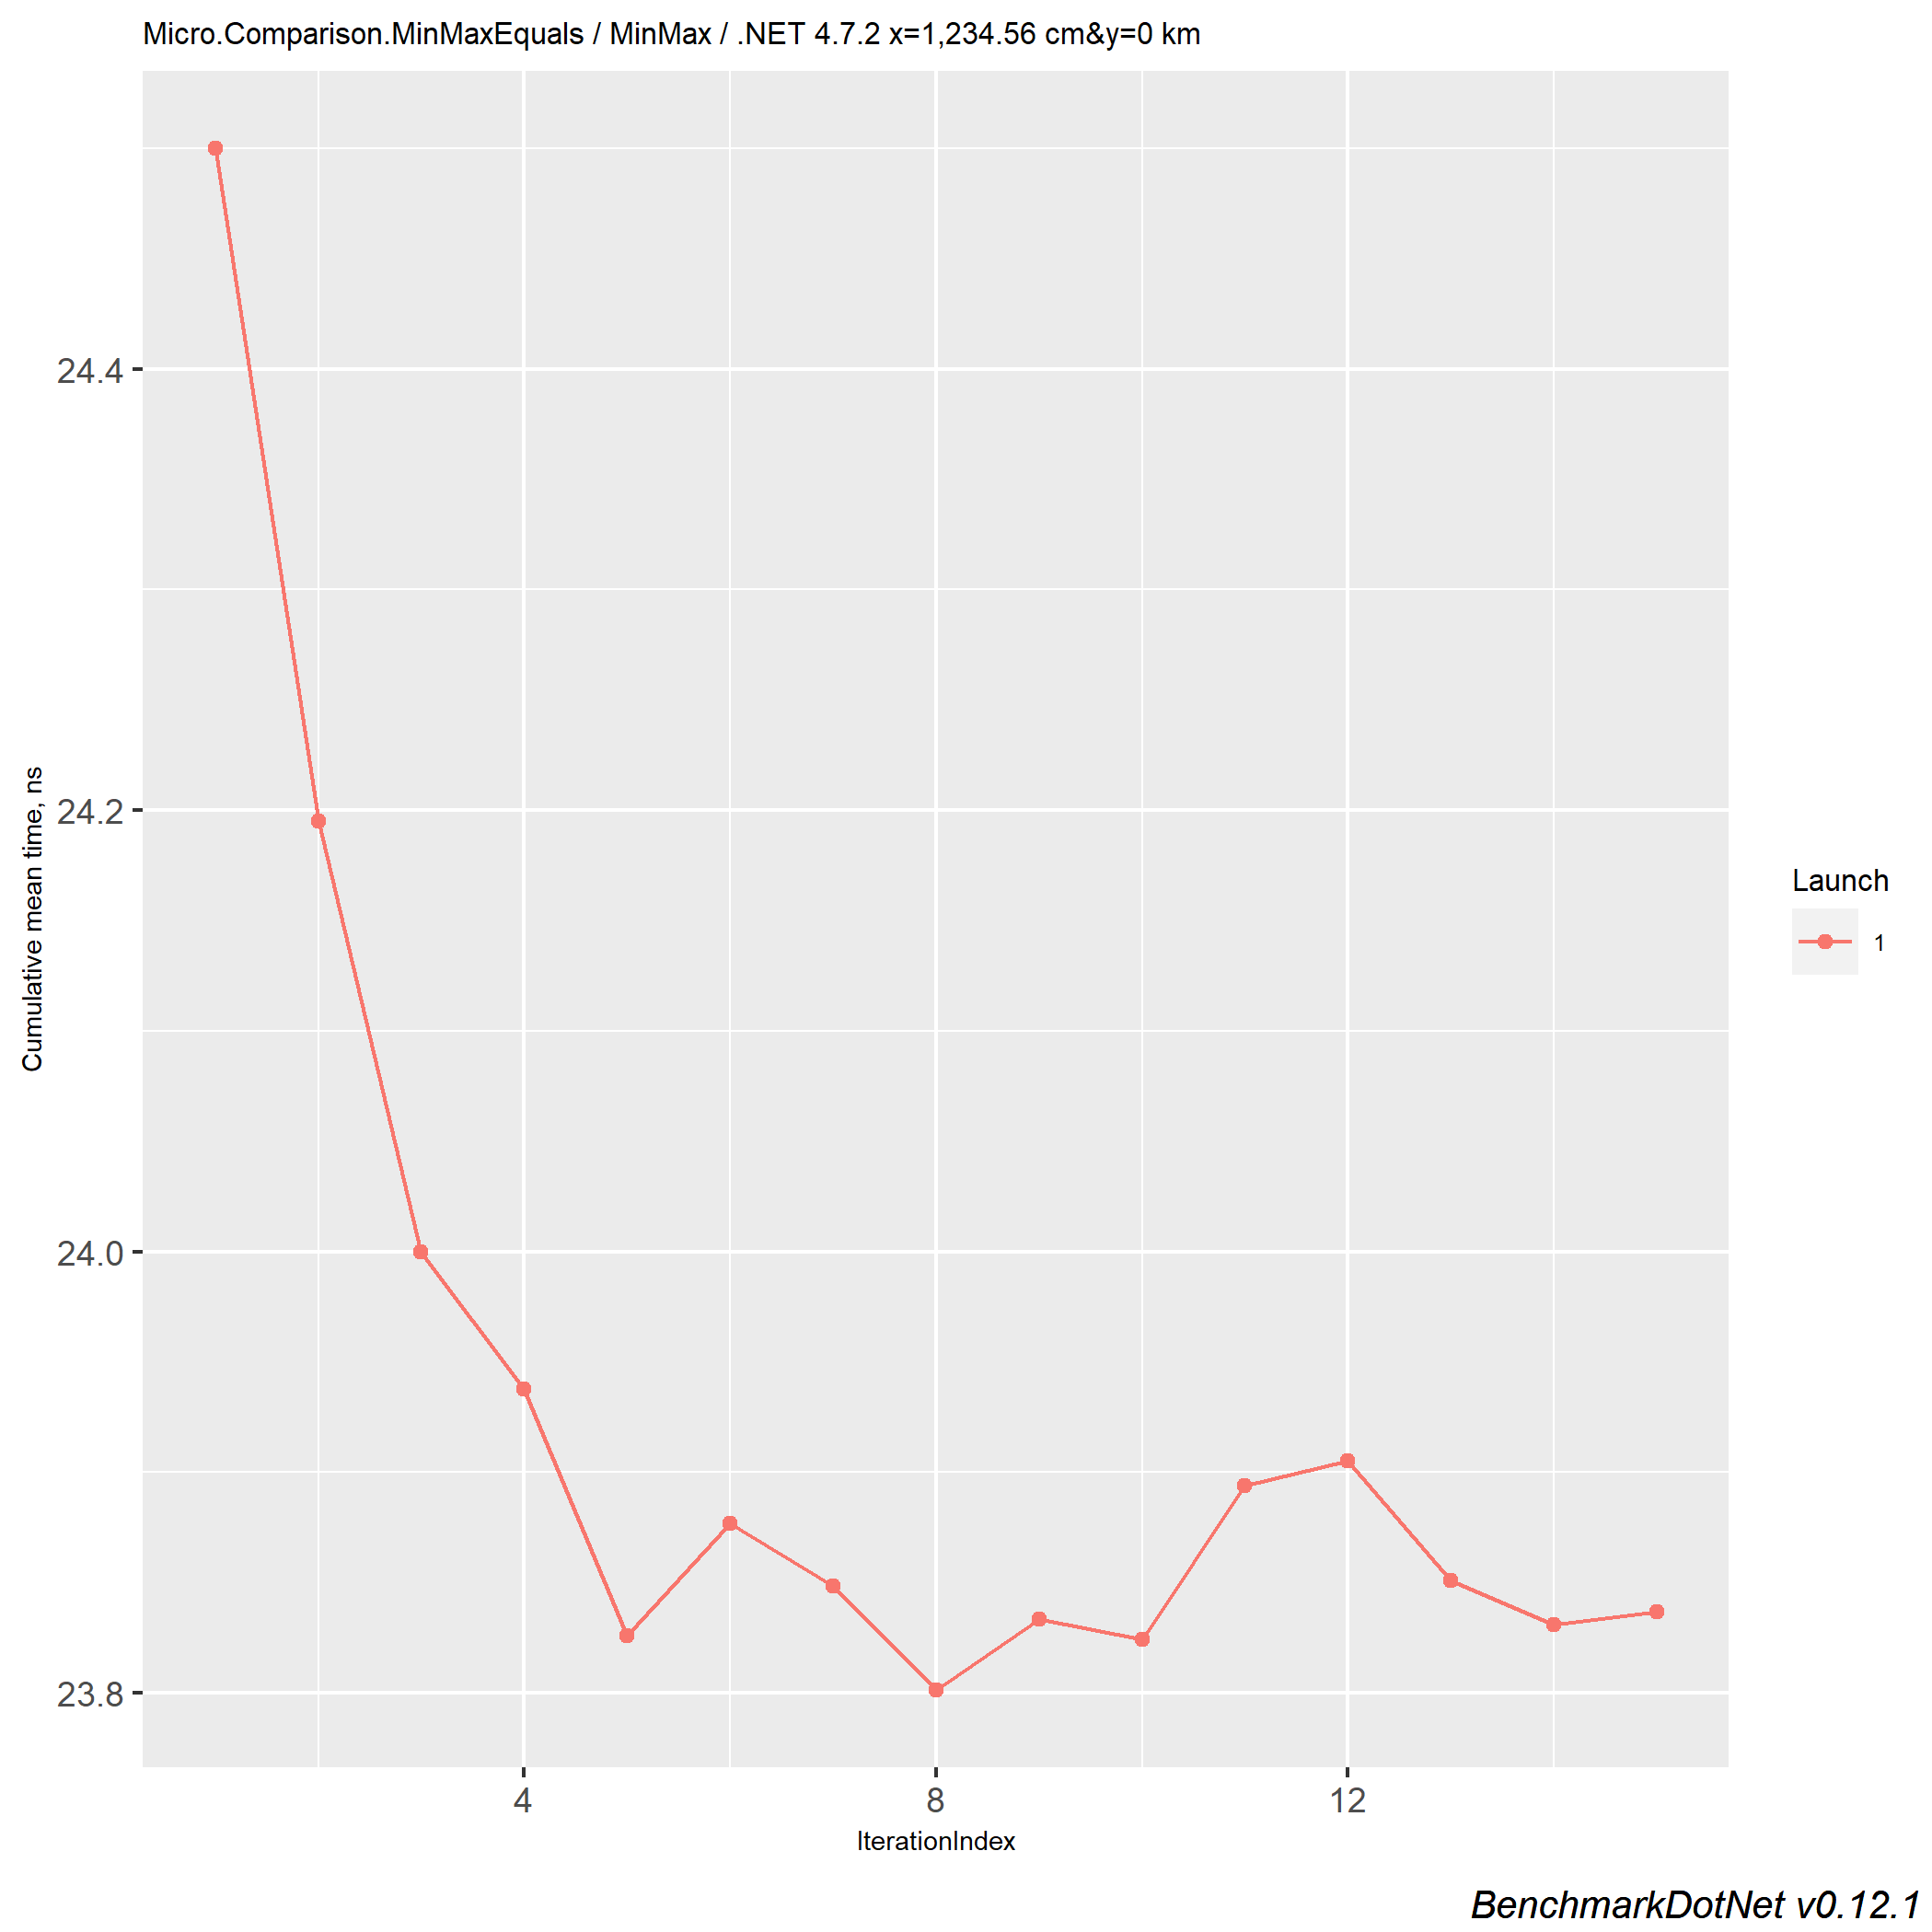 Micro.Comparison.MinMaxEquals / MinMax / .NET 4.7.2 x=1,234.56 cm&y=0 km
Cumulative mean time, ns
24.4
24.2
24.0
23.8
4
8
12
IterationIndex
Launch
1
BenchmarkDotNet v0.12.1